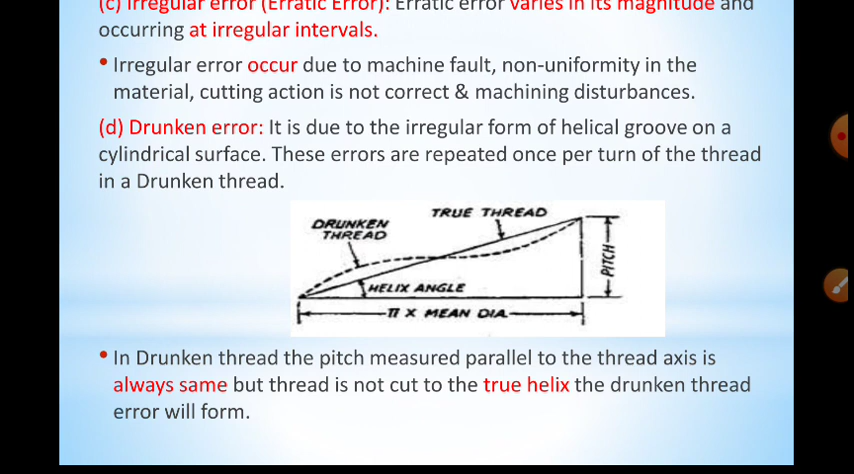 (c) Irregular error (Erratic Error): Erratic error varies in its magnitude and
occurring at irregular intervals.
• Irregular error occur due to machine fault, non-uniformity in the
material, cutting action is not correct & machining disturbances.
(d) Drunken error: It is due to the irregular form of helical groove on a
cylindrical surface. These errors are repeated once per turn of the thread
in a Drunken thread.
TRUE THREAD
DRUNKEN
THREAD
PITCH
HELIX ANGLE
π X MEAN DIA
• In Drunken thread the pitch measured parallel to the thread axis is
always same but thread is not cut to the true helix the drunken thread
error will form.